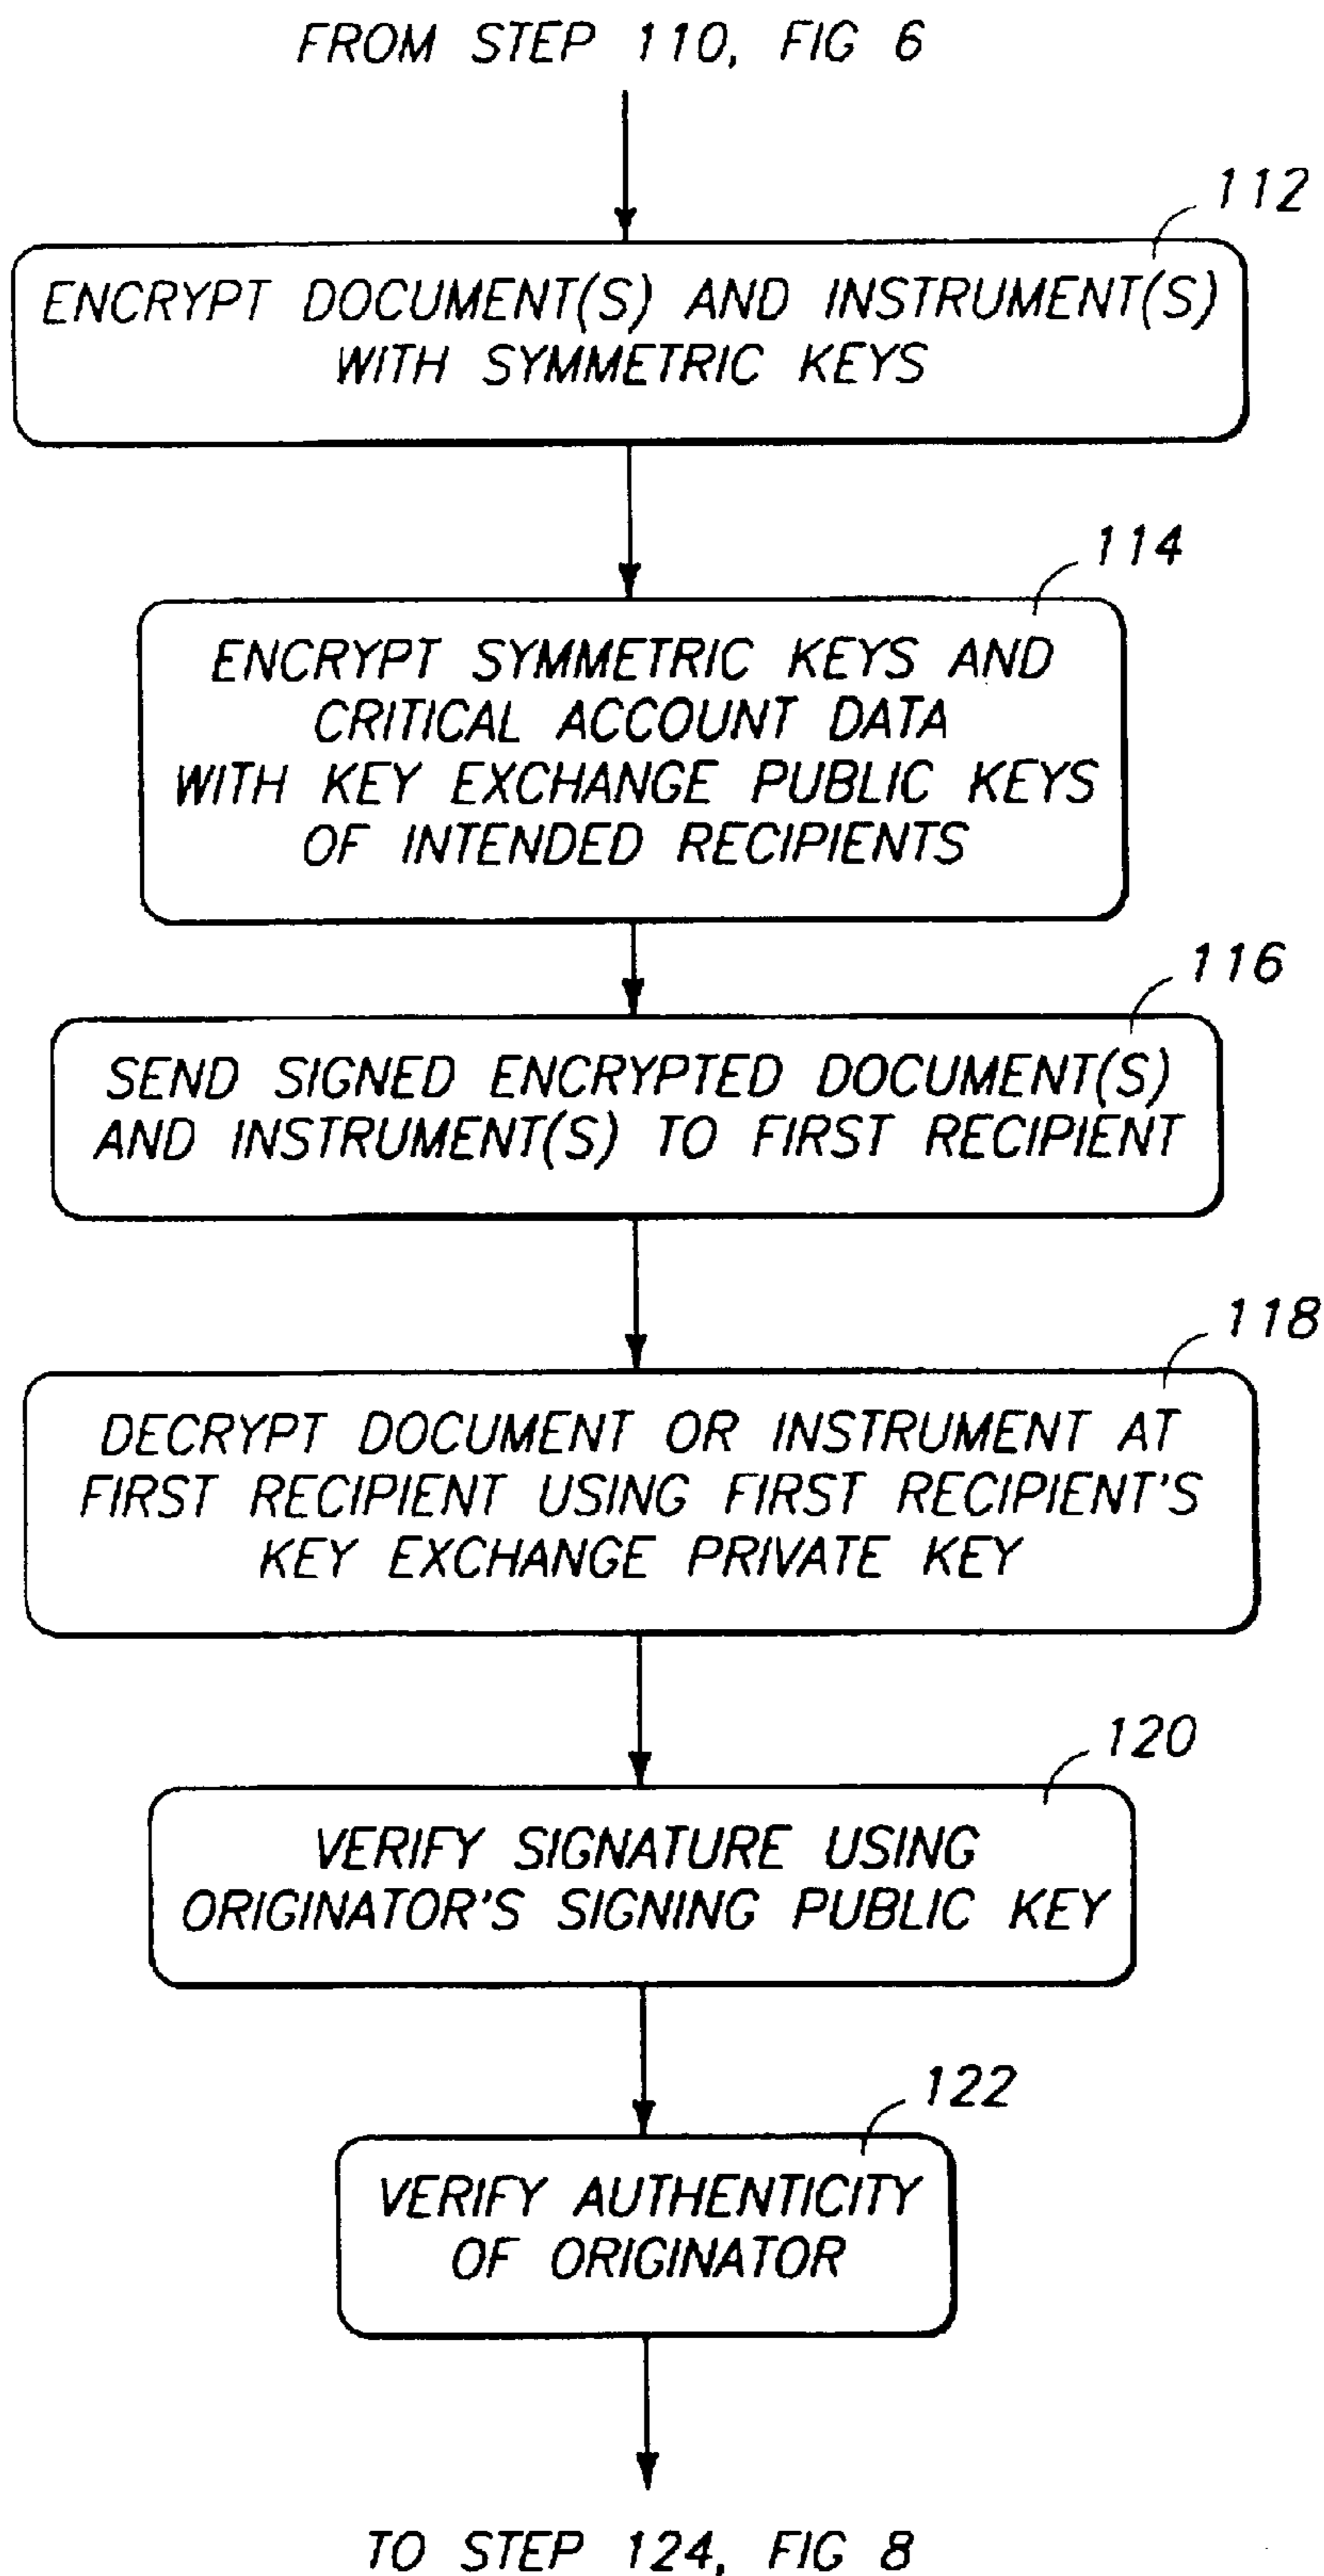 FROM STEP 110, FIG 6
112
ENCRYPT DOCUMENT(S) AND INSTRUMENT(S)
WITH SYMMETRIC KEYS
114
ENCRYPT SYMMETRIC KEYS AND
CRITICAL ACCOUNT DATA
WITH KEY EXCHANGE PUBLIC KEYS
OF INTENDED RECIPIENTS
116
SEND SIGNED ENCRYPTED DOCUMENT(S)
AND INSTRUMENT(S) TO FIRST RECIPIENT
118
DECRYPT DOCUMENT OR INSTRUMENT AT
FIRST RECIPIENT USING FIRST RECIPIENT'S
KEY EXCHANGE PRIVATE KEY
120
VERIFY SIGNATURE USING
ORIGINATOR'S SIGNING PUBLIC KEY
122
VERIFY AUTHENTICITY
OF ORIGINATOR
TO STEP 124, FIG 8